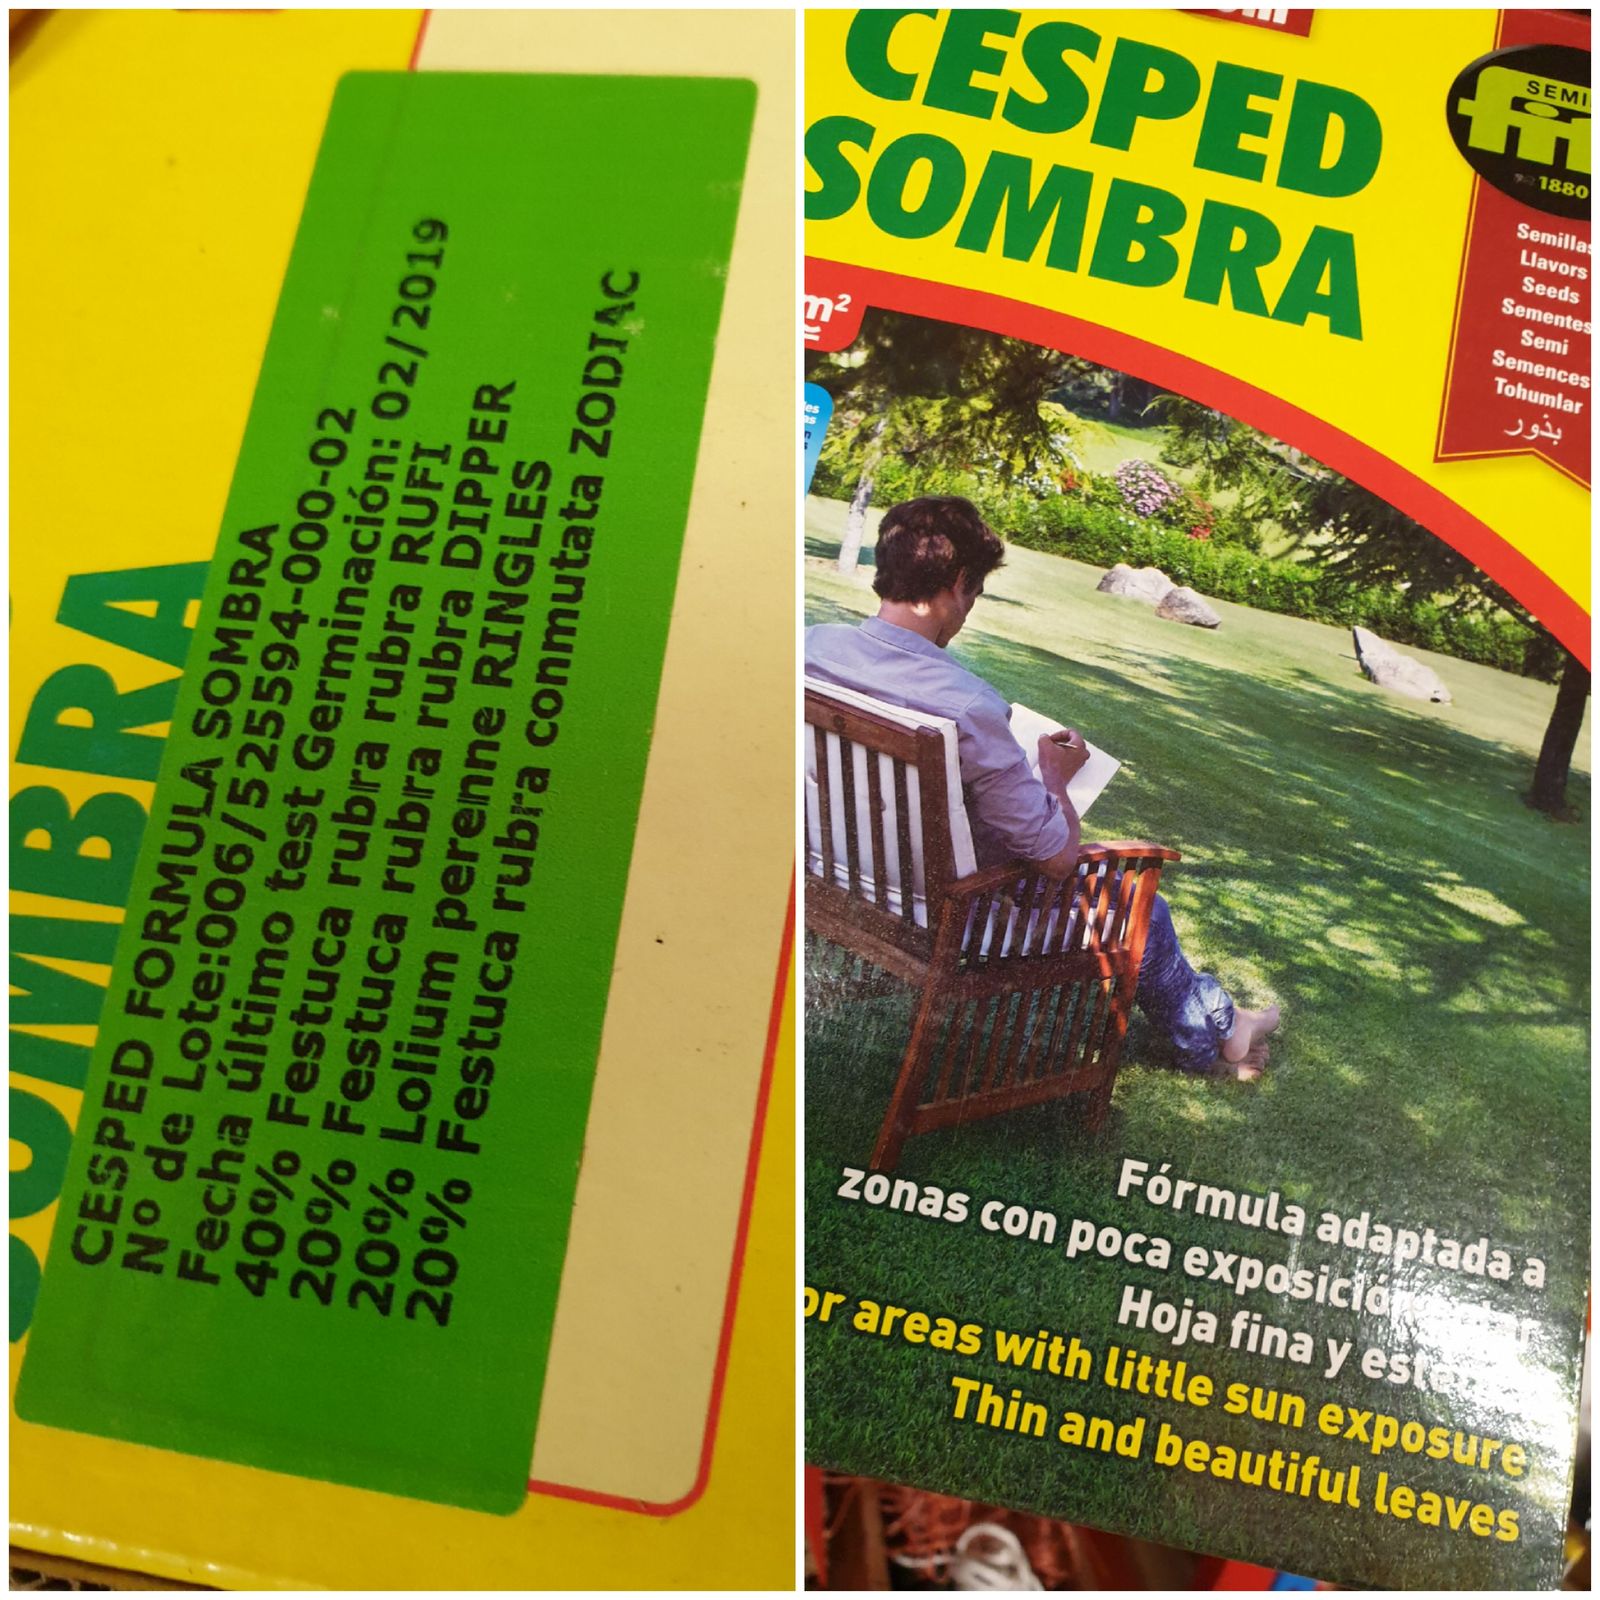 SOMBRA
CESPED FORMULA SOMBRA
No de Lote:006/525594-000-02
Fecha último test Germinación: 02/2019
40% Festuca rubra rubra RUFI
20% Festuca rubra rubra DIPPER
20% Lolium perenne RINGLES
20% Festuca rubra conmutata ZODIAC
CESPED
SOMBRA
m²
SEMI
fit
1880
Semillas
Llavors
Seeds
Sementes
Semi
Semences
Tohumlar
بذور
Fórmula adaptada a
zonas con poca exposición
Hoja fina y
or areas with little sun exposure
Thin and beautiful leaves